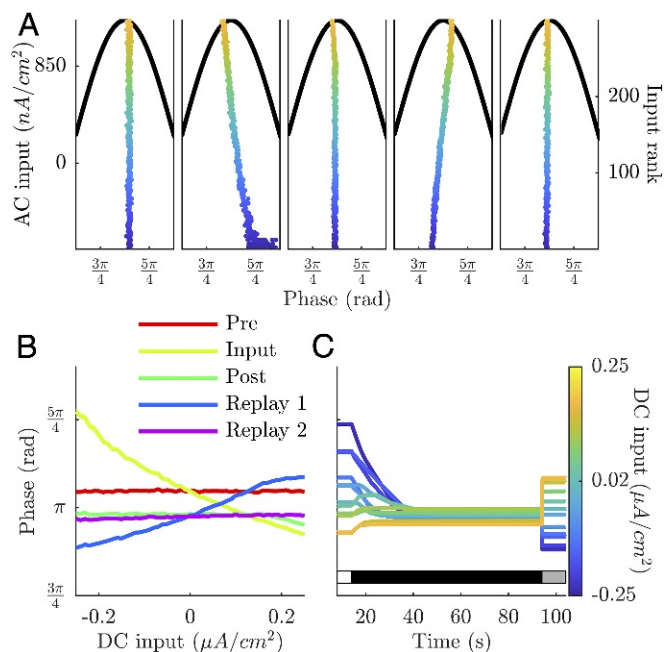 A
AC input (nA/cm²)
850
0
Input rank
200
100
3π/4 5π/4 3π/4 5π/4 3π/4 5π/4 3π/4 5π/4 3π/4 5π/4
Phase (rad)
B
Pre
Input
Post
Replay 1
Replay 2
Phase (rad)
5π/4
π
3π/4
-0.2 0 0.2
DC input (μA/cm²)
C
20 40 60 80 100
Time (s)
0.25
0.02
-0.25
DC input (μA/cm²)